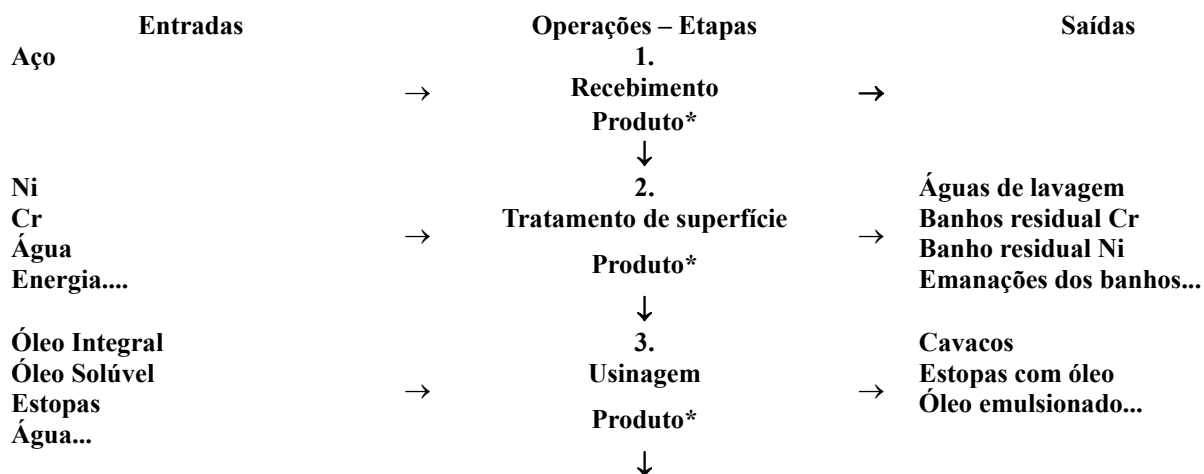 Entradas Operações – Etapas Saídas
Aço 1.
→ Recebimento →
Produto*
↓
Ni 2. Águas de lavagem
Cr Tratamento de superfície Banhos residual Cr
Água → → Banho residual Ni
Energia.... Produto* Emanações dos banhos...
↓
Óleo Integral 3. Cavacos
Óleo Solúvel Usinagem Estopas com óleo
Estopas → → Óleo emulsionado...
Água... Produto*
↓